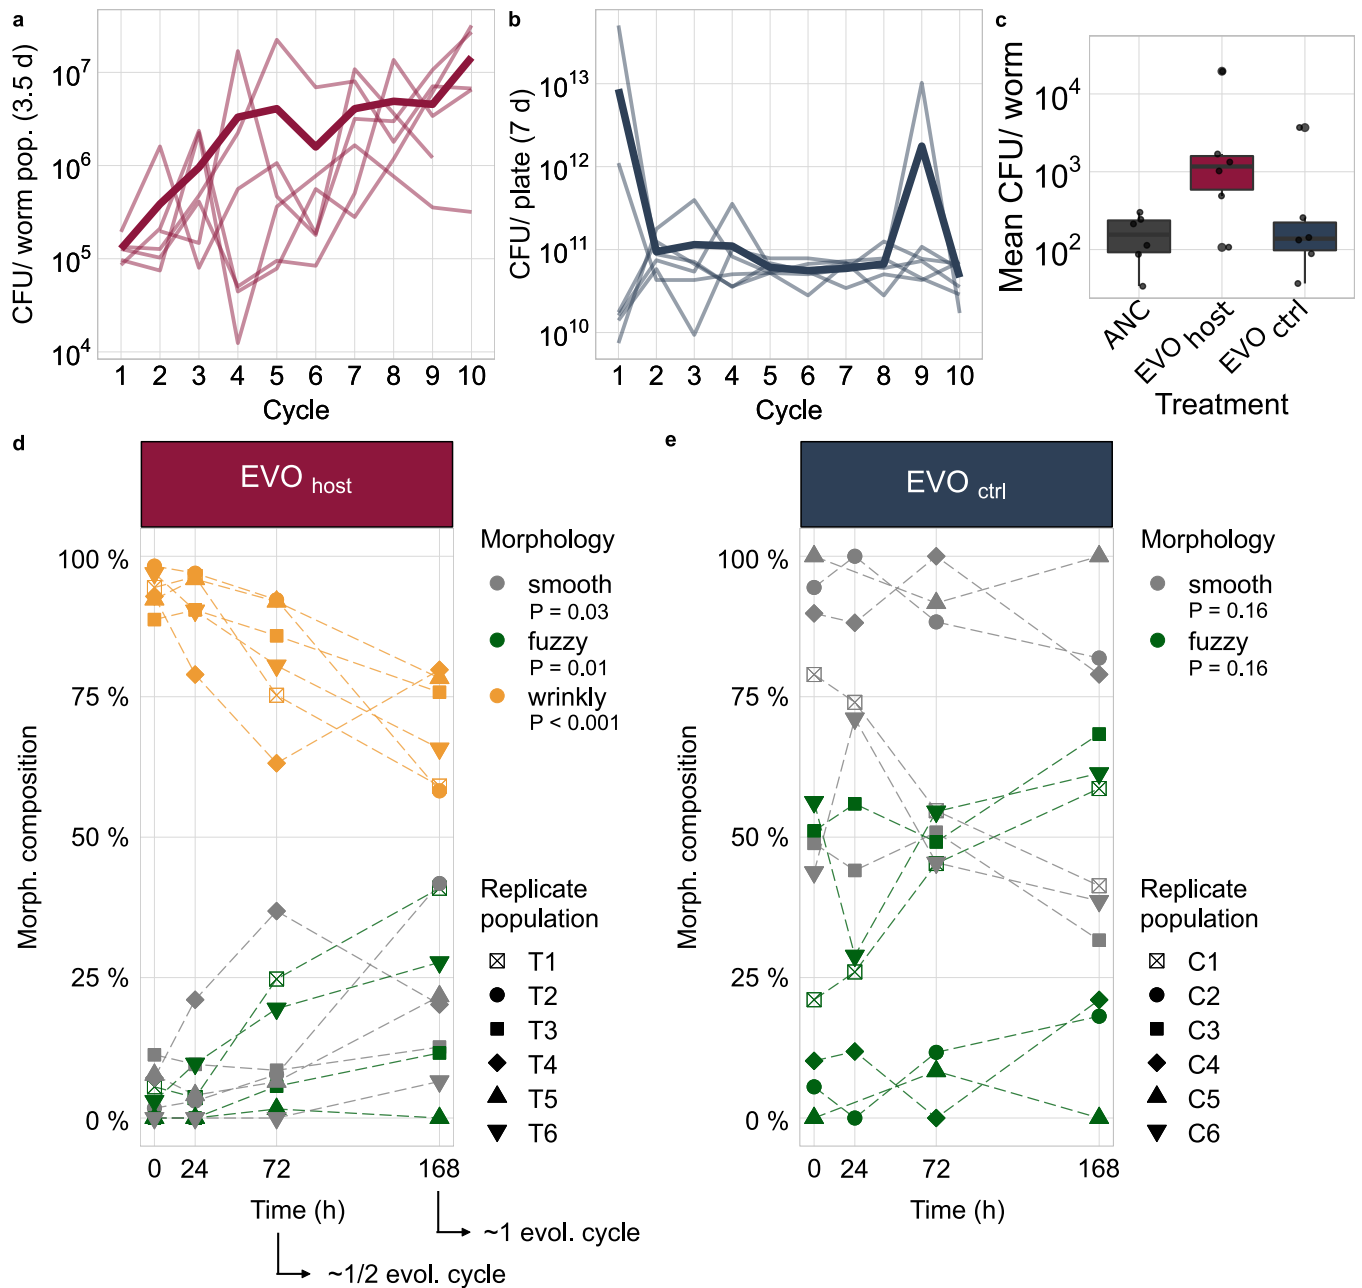 a
CFU/ worm pop. (3.5 d)
10^7
10^6
10^5
10^4
1 2 3 4 5 6 7 8 9 10
Cycle
b
CFU/ plate (7 d)
10^13
10^12
10^11
10^10
1 2 3 4 5 6 7 8 9 10
Cycle
c
Mean CFU/ worm
10^4
10^3
10^2
ANC
EVO host
EVO ctrl
Treatment
d
EVO host
Morph. composition
100 %
75 %
50 %
25 %
0 %
0 24 72 168
Time (h)
~1 evol. cycle
~1/2 evol. cycle
Morphology
smooth
P = 0.03
fuzzy
P = 0.01
wrinkly
P < 0.001
Replicate
population
T1
T2
T3
T4
T5
T6
e
EVO ctrl
Morph. composition
100 %
75 %
50 %
25 %
0 %
0 24 72 168
Time (h)
Morphology
smooth
P = 0.16
fuzzy
P = 0.16
Replicate
population
C1
C2
C3
C4
C5
C6